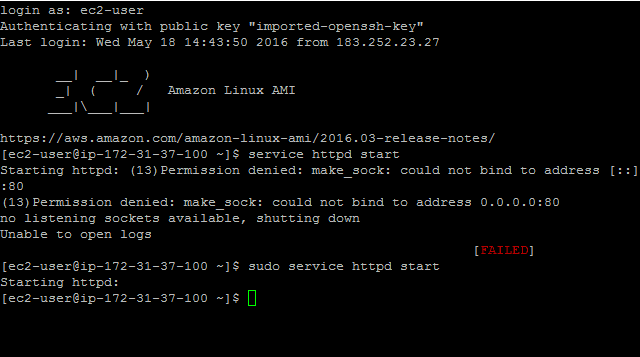 login as: ec2-user
Authenticating with public key "imported-openssh-key"
Last login: Wed May 18 14:43:50 2016 from 183.252.23.27
       __|  __|_  )
       _|  (     /   Amazon Linux AMI
      ___|\___|___|
https://aws.amazon.com/amazon-linux-ami/2016.03-release-notes/
[ec2-user@ip-172-31-37-100 ~]$ service httpd start
Starting httpd: (13)Permission denied: make_sock: could not bind to address [::]
:80
(13)Permission denied: make_sock: could not bind to address 0.0.0.0:80
no listening sockets available, shutting down
Unable to open logs
[FAILED]
[ec2-user@ip-172-31-37-100 ~]$ sudo service httpd start
Starting httpd:
[ec2-user@ip-172-31-37-100 ~]$